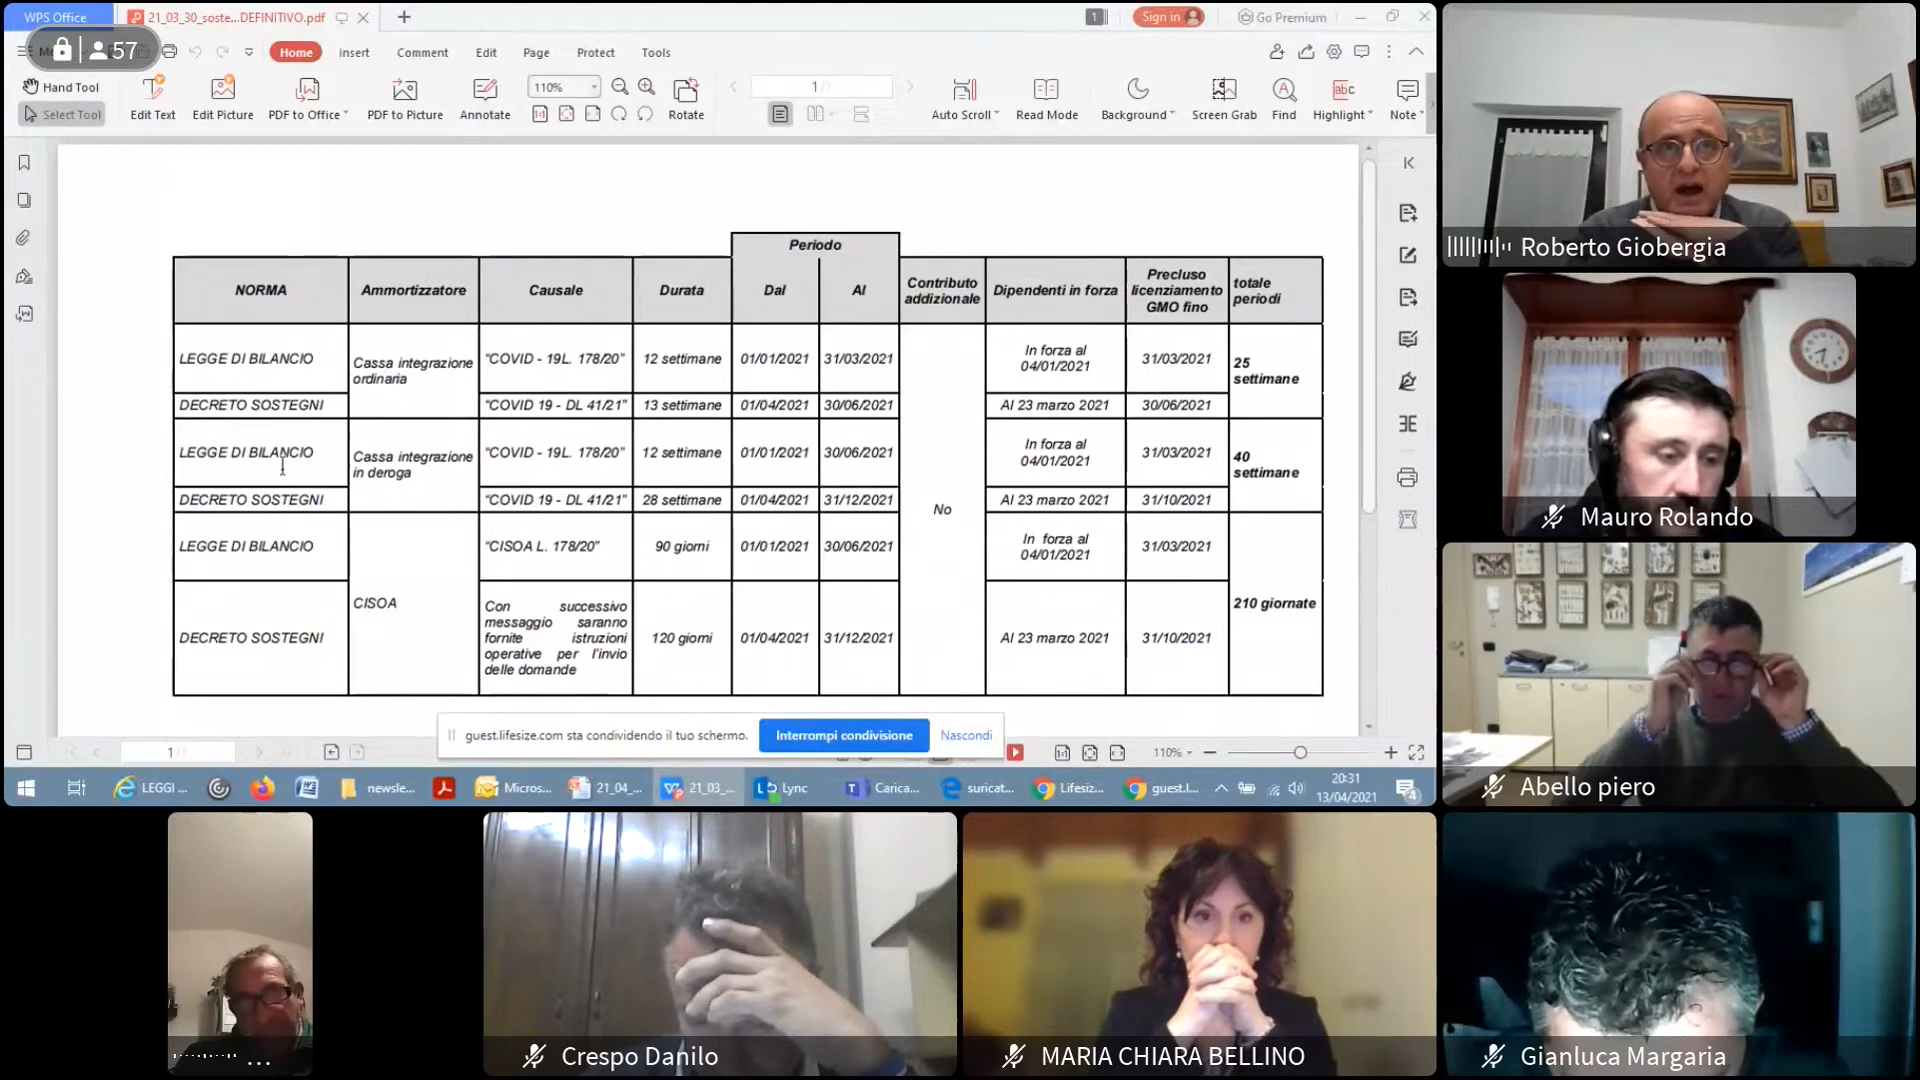 WPS Office
21_03_30_soste...DEFINITIVO.pdf
1
Sign in
Go Premium
57
Home
Insert
Comment
Edit
Page
Protect
Tools
Hand Tool
Select Tool
Edit Text
Edit Picture
PDF to Office
PDF to Picture
Annotate
110%
Rotate
1/1
Auto Scroll
Read Mode
Background
Screen Grab
Find
Highlight
Note
Periodo
NORMA
Ammortizzatore
Causale
Durata
Dal
Al
Contributo
addizionale
Dipendenti in forza
Precluso
licenziamento
GMO fino
totale
periodi
LEGGE DI BILANCIO
Cassa integrazione
ordinaria
“COVID - 19L. 178/20”
12 settimane
01/01/2021
31/03/2021
In forza al
04/01/2021
31/03/2021
25
settimane
DECRETO SOSTEGNI
“COVID 19 - DL 41/21”
13 settimane
01/04/2021
30/06/2021
Al 23 marzo 2021
30/06/2021
LEGGE DI BILANCIO
Cassa integrazione
in deroga
“COVID - 19L. 178/20”
12 settimane
01/01/2021
30/06/2021
In forza al
04/01/2021
31/03/2021
40
settimane
DECRETO SOSTEGNI
“COVID 19 - DL 41/21”
28 settimane
01/04/2021
31/12/2021
No
Al 23 marzo 2021
31/10/2021
LEGGE DI BILANCIO
CISOA
“CISOA L. 178/20”
90 giorni
01/01/2021
30/06/2021
In forza al
04/01/2021
31/03/2021
210 giornate
DECRETO SOSTEGNI
Con successivo
messaggio saranno
fornite istruzioni
operative per l'invio
delle domande
120 giorni
01/04/2021
31/12/2021
Al 23 marzo 2021
31/10/2021
guest.lifesize.com sta condividendo il tuo schermo.
Interrompi condivisione
Nascondi
1/1
110%
LEGGI ...
newsle...
Micros...
21_04_...
21_03_...
Lync
Carica...
suricat...
Lifesiz...
guest.l...
20:31
13/04/2021
4
Roberto Giobergia
Mauro Rolando
Abello piero
...
Crespo Danilo
MARIA CHIARA BELLINO
Gianluca Margaria